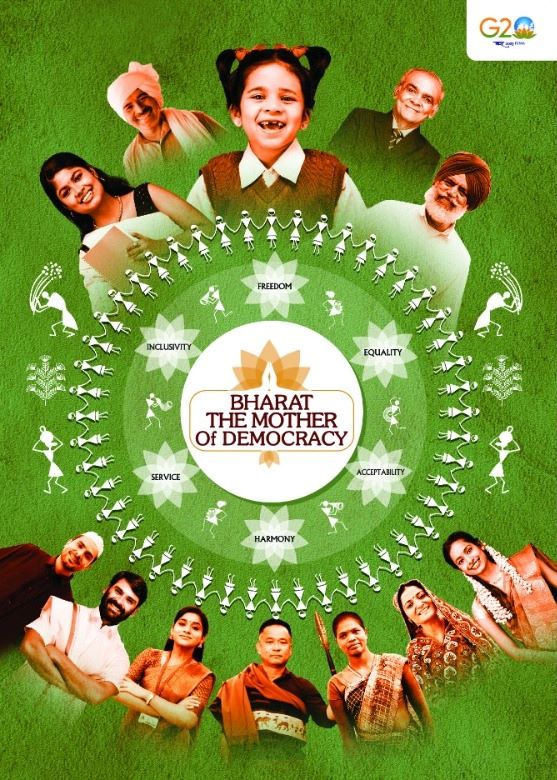 G20
FREEDOM
INCLUSIVITY
EQUALITY
BHARAT
THE MOTHER
Of DEMOCRACY
SERVICE
ACCEPTABILITY
HARMONY